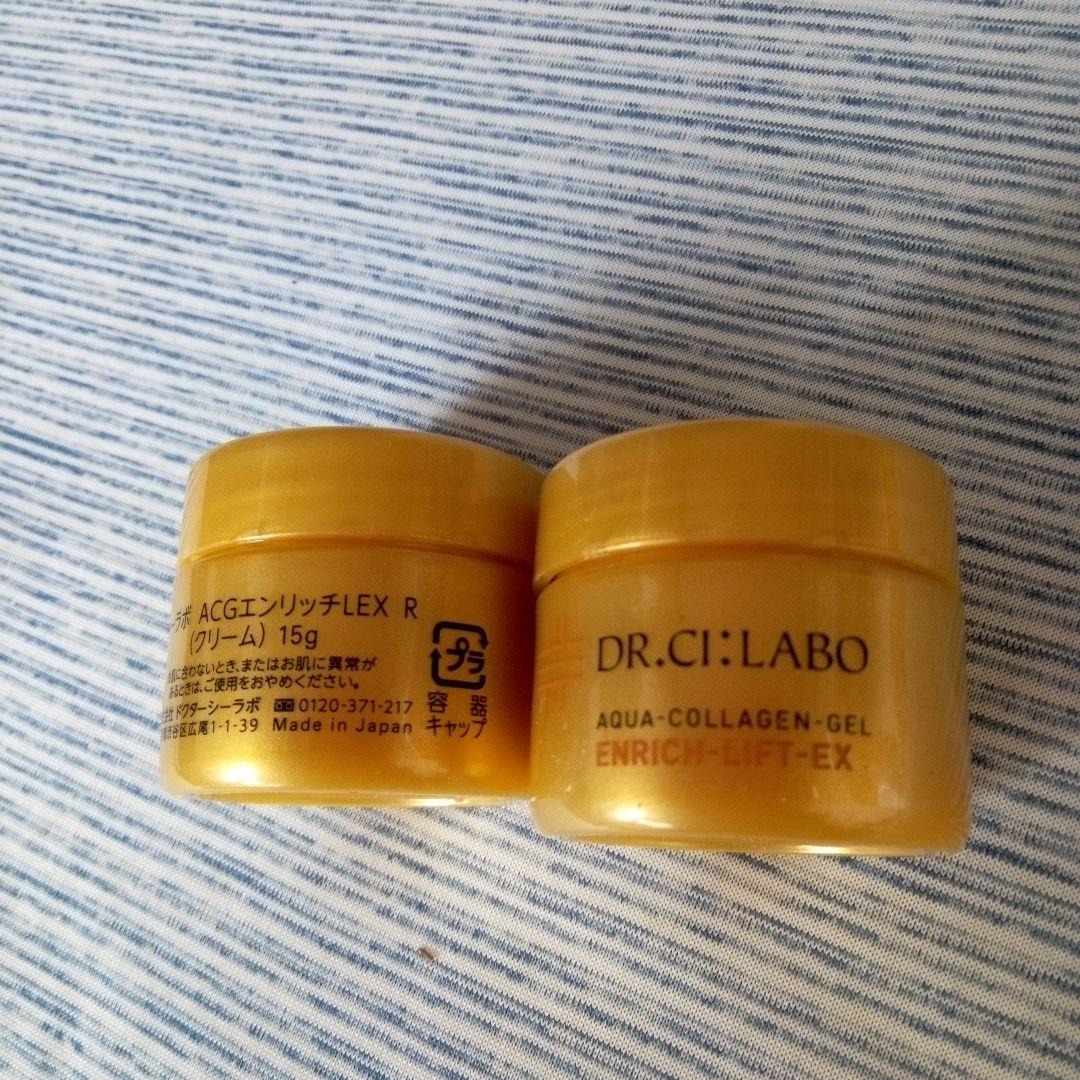 ラボ ACGエンリッチLEX R
(クリーム) 15g
肌に合わないとき、またはお肌に異常が
あるときは、ご使用をおやめください。
ドクターシーラボ 0120-371-217
渋谷区広尾1-1-39 Made in Japan
プラ
容器
キャップ
DR.CI:LABO
AQUA-COLLAGEN-GEL
ENRICH-LIFT-EX